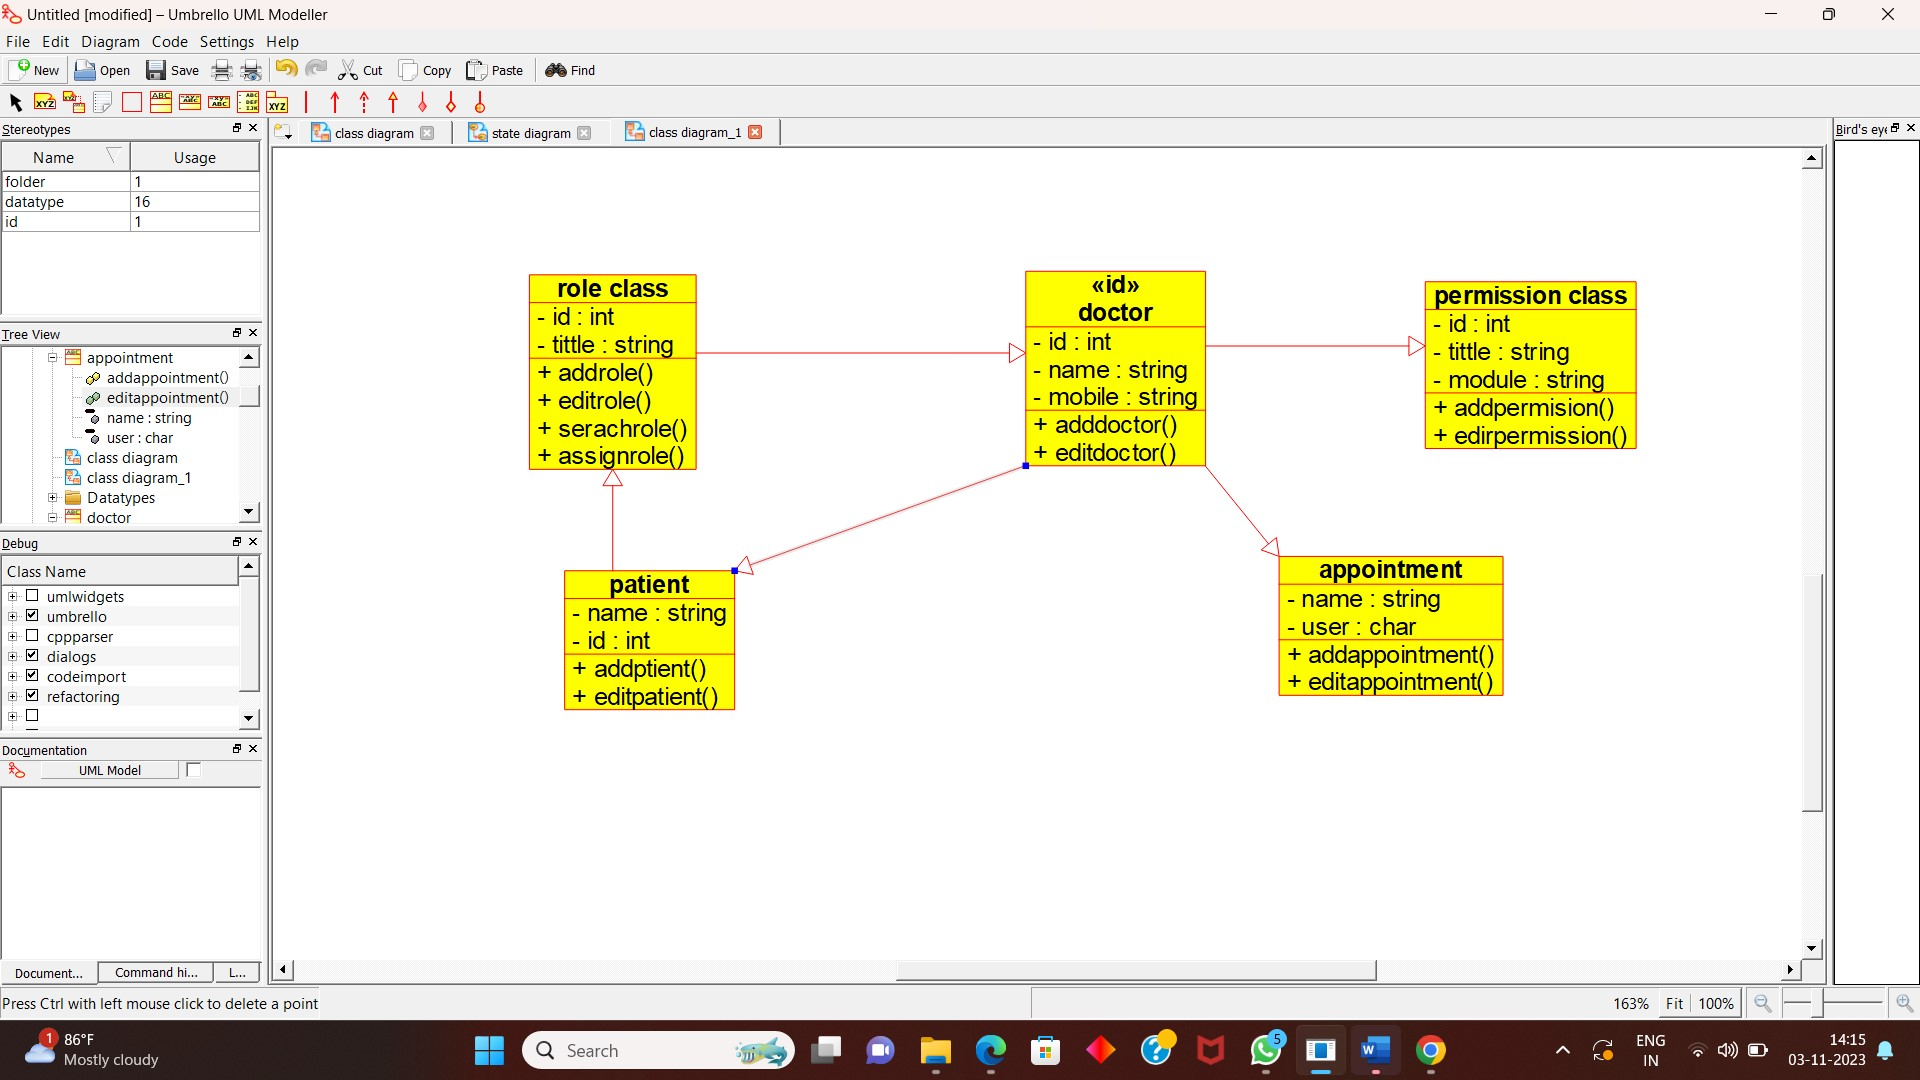 Untitled [modified] – Umbrello UML Modeller
File Edit Diagram Code Settings Help
New Open Save Cut Copy Paste Find
Stereotypes
Name Usage
folder 1
datatype 16
id 1
Tree View
appointment
addappointment()
editappointment()
name : string
user : char
class diagram
class diagram_1
Datatypes
doctor
Debug
Class Name
umlwidgets
umbrello
cppparser
dialogs
codeimport
refactoring
Documentation
UML Model
Document... Command hi... L...
class diagram state diagram class diagram_1
Bird's eye
role class
- id : int
- tittle : string
+ addrole()
+ editrole()
+ serachrole()
+ assignrole()
«id»
doctor
- id : int
- name : string
- mobile : string
+ adddoctor()
+ editdoctor()
permission class
- id : int
- tittle : string
- module : string
+ addpermision()
+ edirpermission()
patient
- name : string
- id : int
+ addptient()
+ editpatient()
appointment
- name : string
- user : char
+ addappointment()
+ editappointment()
Press Ctrl with left mouse click to delete a point
163% Fit 100%
1
86°F
Mostly cloudy
Search
5
ENG
IN
14:15
03-11-2023